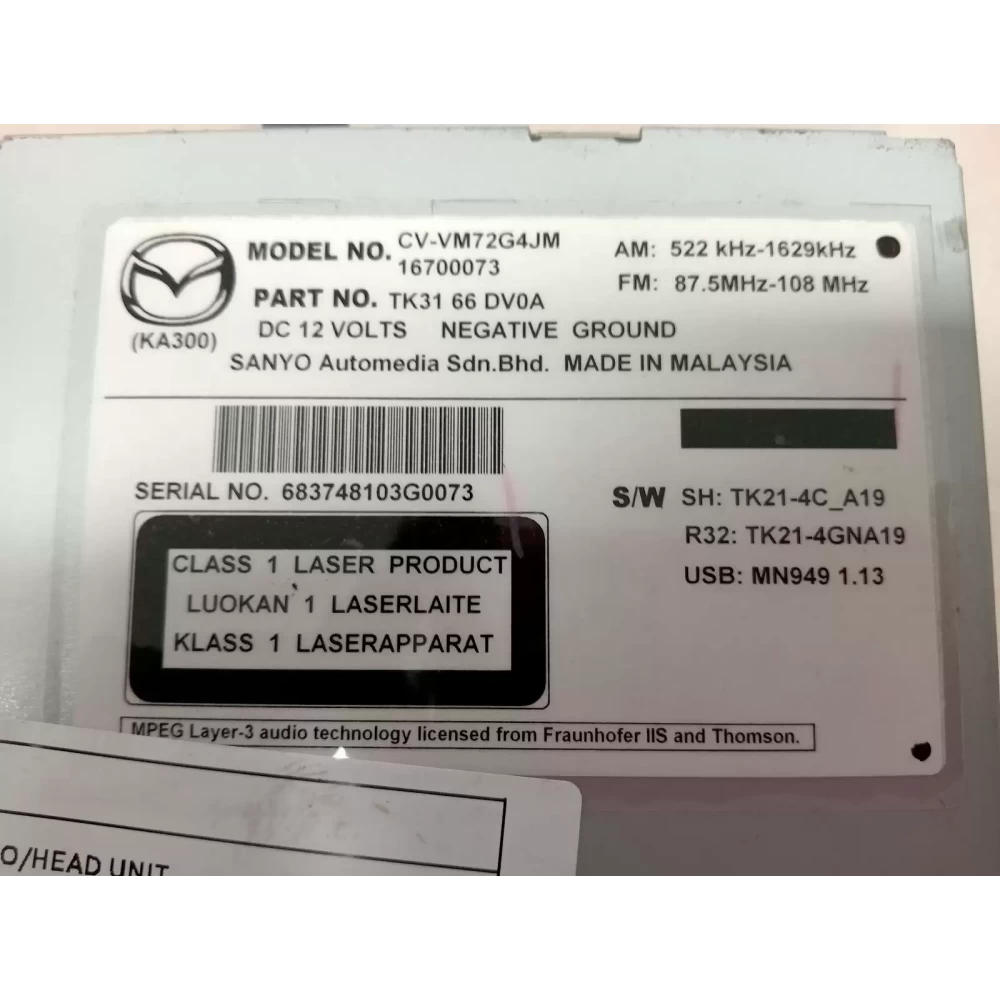 MODEL NO. CV-VM72G4JM
16700073
PART NO. TK31 66 DV0A
AM: 522 kHz-1629kHz
FM: 87.5MHz-108 MHz
(KA300)
DC 12 VOLTS NEGATIVE GROUND
SANYO Automedia Sdn.Bhd. MADE IN MALAYSIA
SERIAL NO. 683748103G0073
CLASS 1 LASER PRODUCT
LUOKAN 1 LASERLAITE
KLASS 1 LASERAPPARAT
S/W SH: TK21-4C_A19
R32: TK21-4GNA19
USB: MN949 1.13
MPEG Layer-3 audio technology licensed from Fraunhofer IIS and Thomson.
O/HEAD UNIT